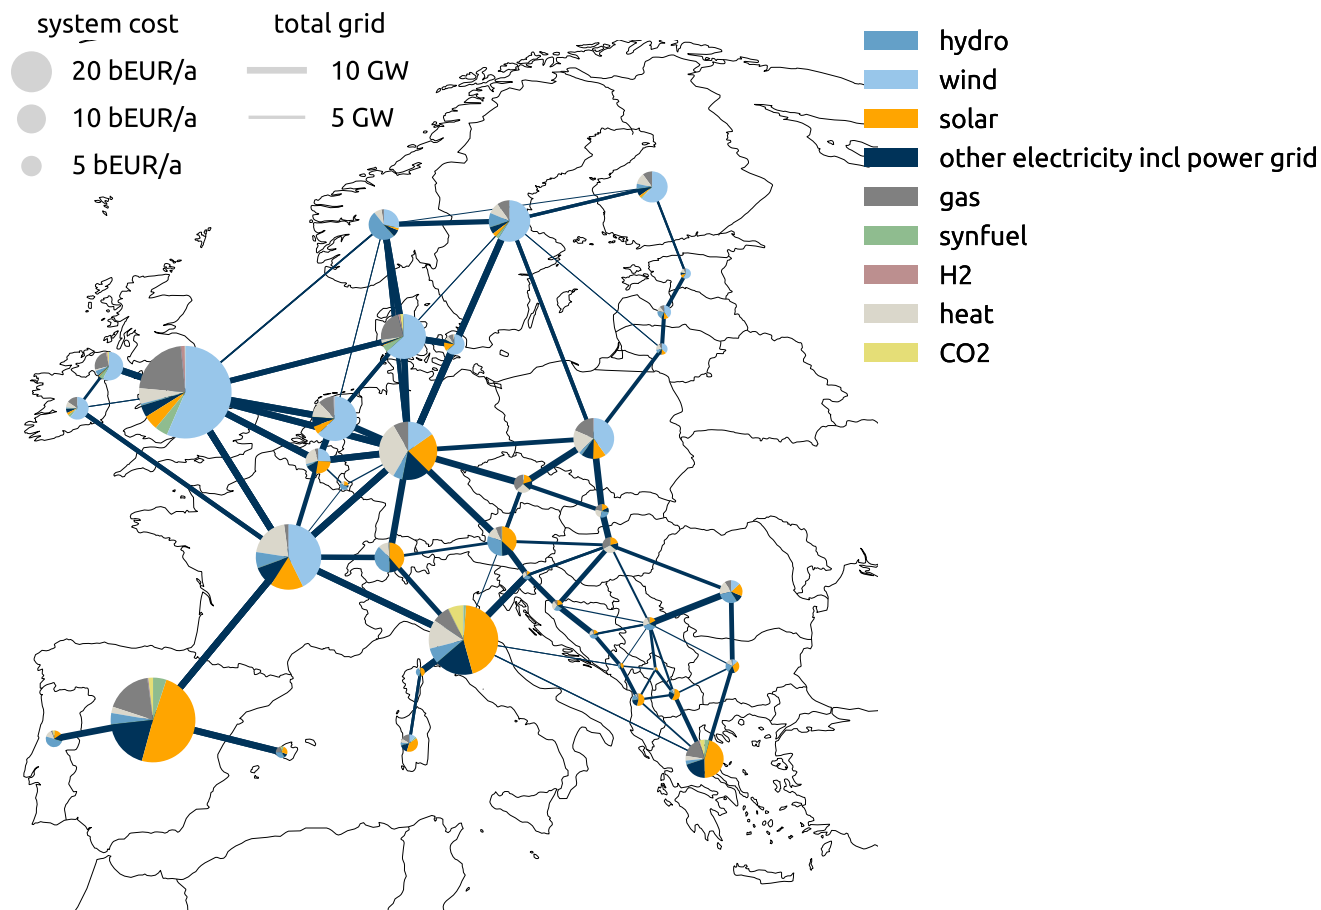 system cost
total grid
20 bEUR/a
10 GW
10 bEUR/a
5 GW
5 bEUR/a
hydro
wind
solar
other electricity incl power grid
gas
synfuel
H2
heat
CO2